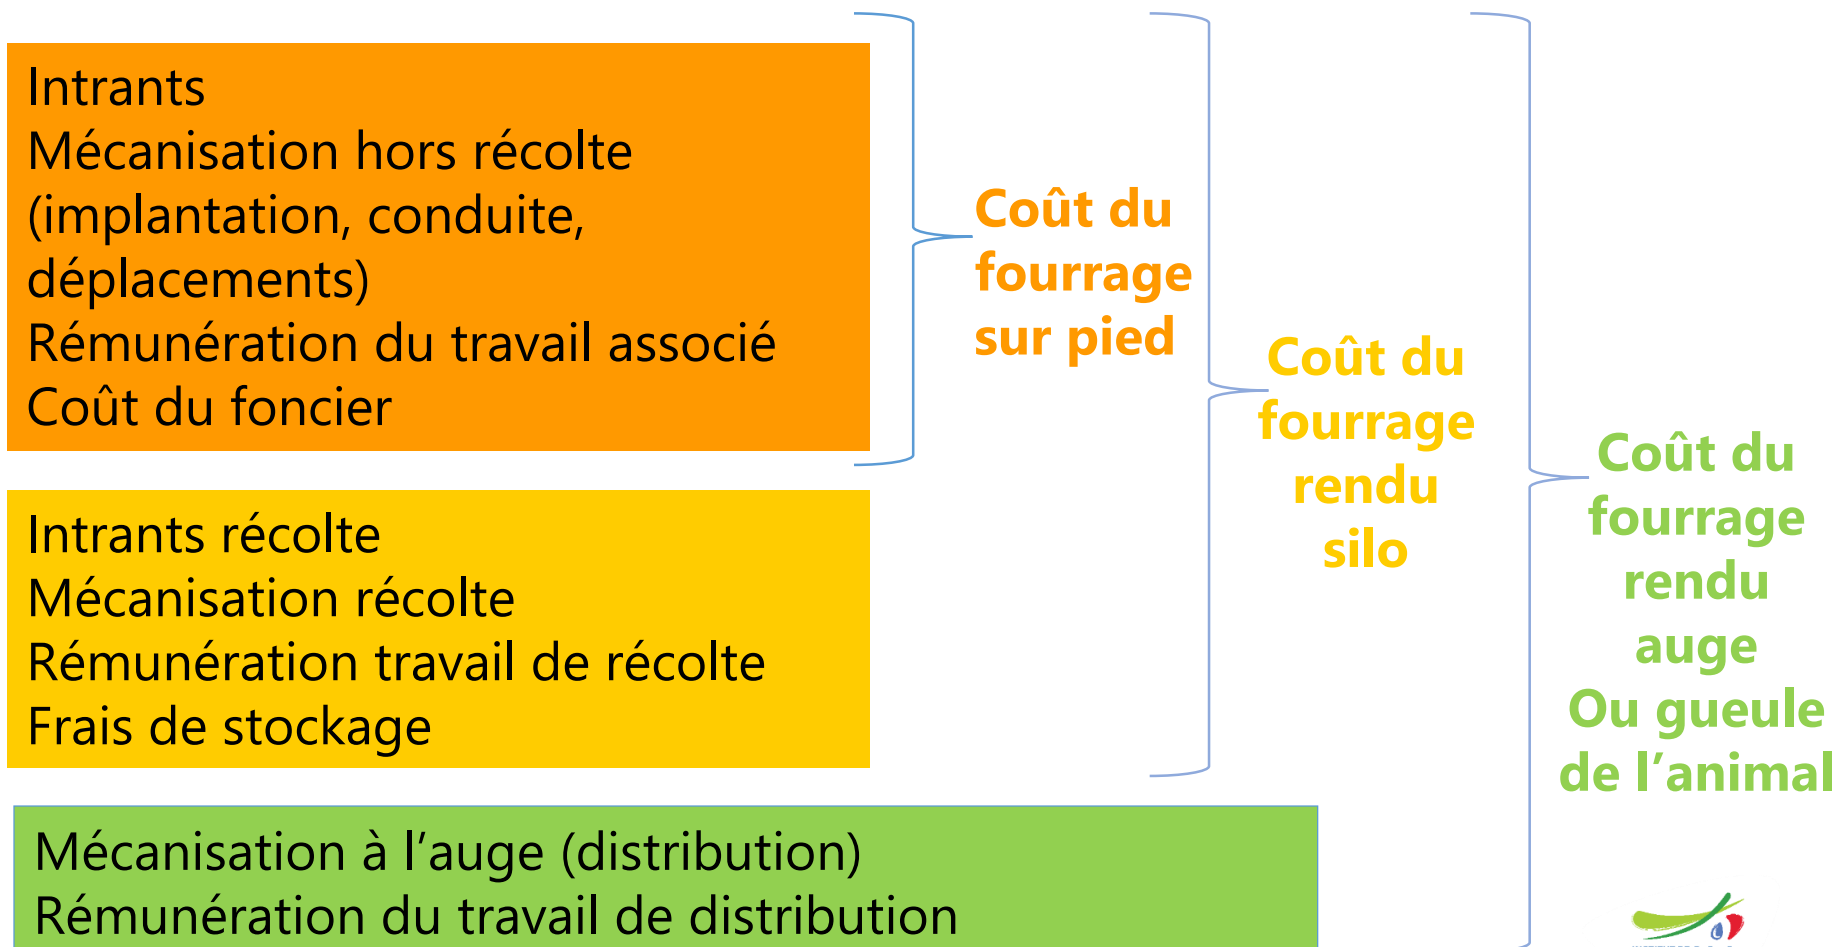 Intrants
Mécanisation hors récolte
(implantation, conduite,
déplacements)
Rémunération du travail associé
Coût du foncier
Coût du
fourrage
sur pied
Intrants récolte
Mécanisation récolte
Rémunération travail de récolte
Frais de stockage
Coût du
fourrage
rendu
silo
Mécanisation à l’auge (distribution)
Rémunération du travail de distribution
Coût du
fourrage
rendu
auge
Ou gueule
de l’animal